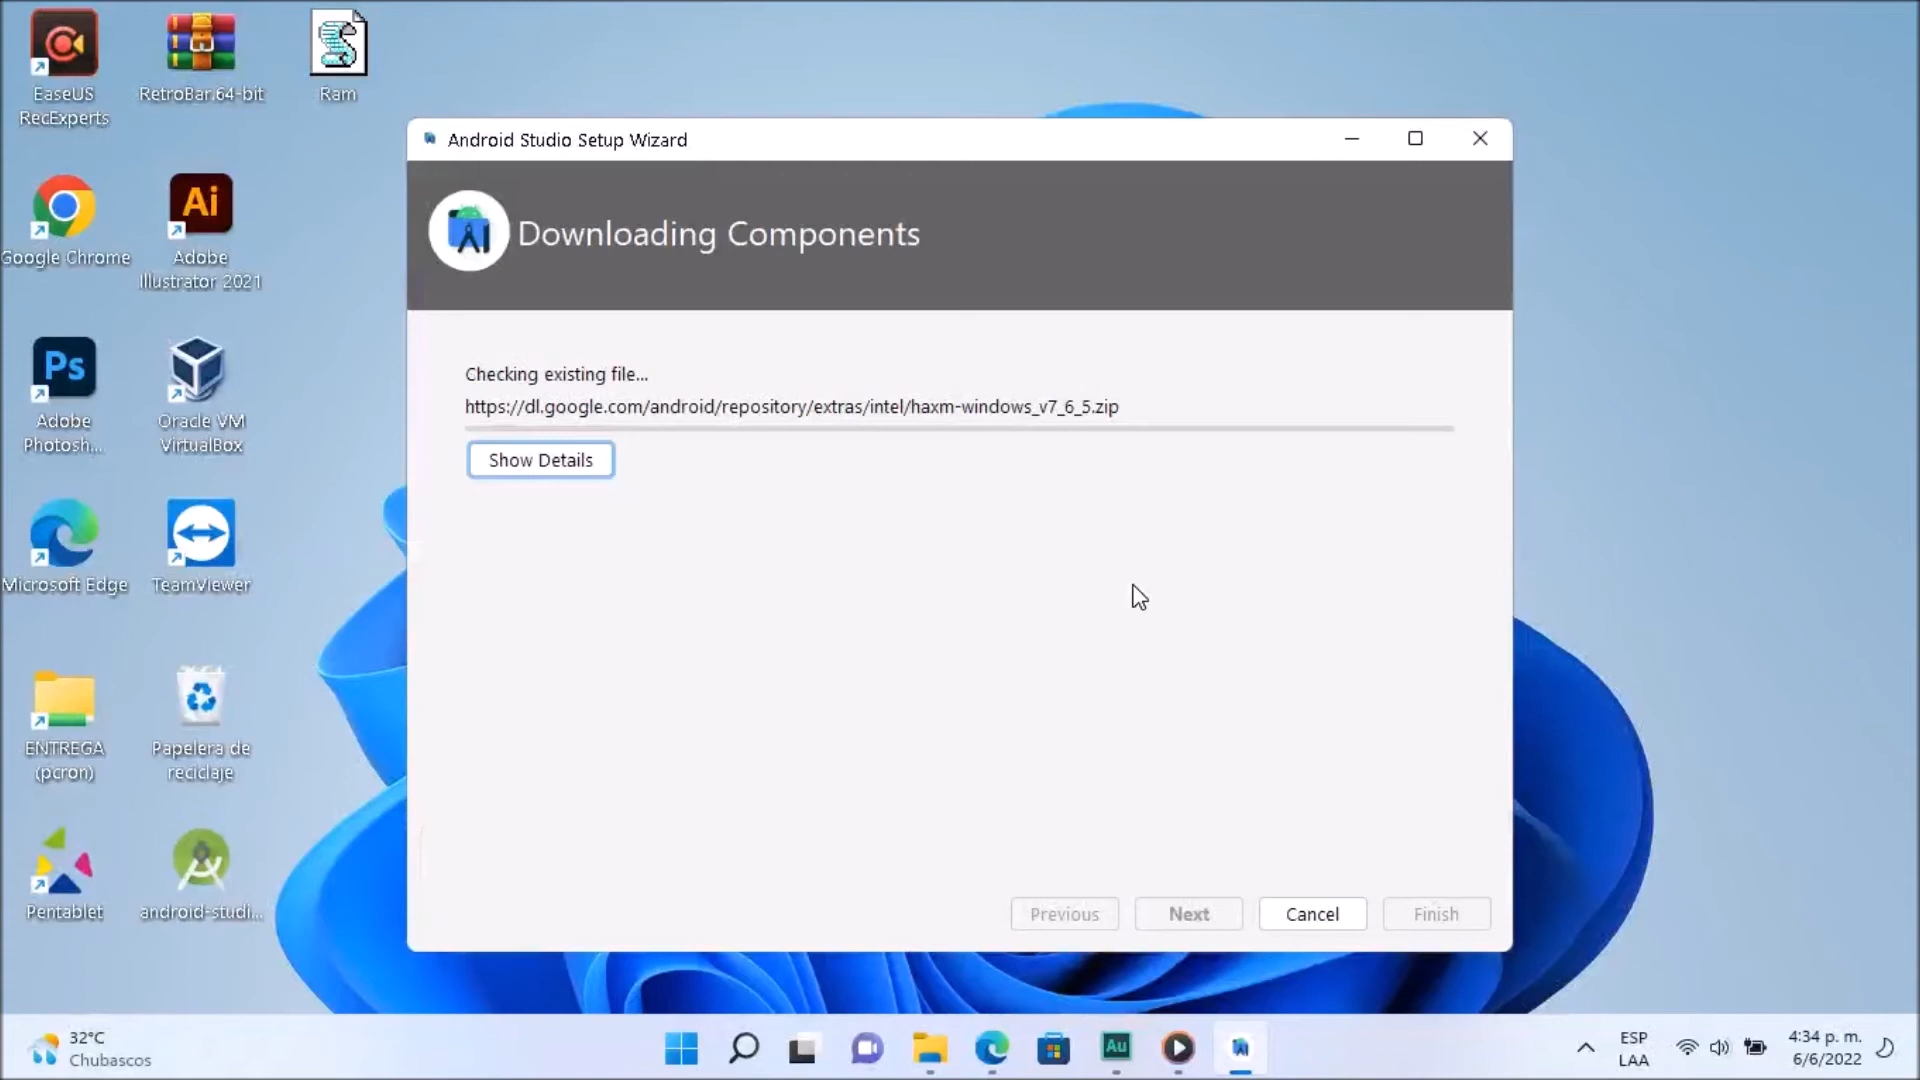 EaseUS
RecExperts
RetroBar.64-bit
Ram
Google Chrome
Ai
Adobe
Illustrator 2021
Ps
Adobe
Photosh...
Oracle VM
VirtualBox
Microsoft Edge
TeamViewer
ENTREGA
(pcron)
Papelera de
reciclaje
Pentablet
android-studi...
Android Studio Setup Wizard
Downloading Components
Checking existing file...
https://dl.google.com/android/repository/extras/intel/haxm-windows_v7_6_5.zip
Show Details
Previous
Next
Cancel
Finish
32°C
Chubascos
Au
ESP
LAA
4:34 p. m.
6/6/2022